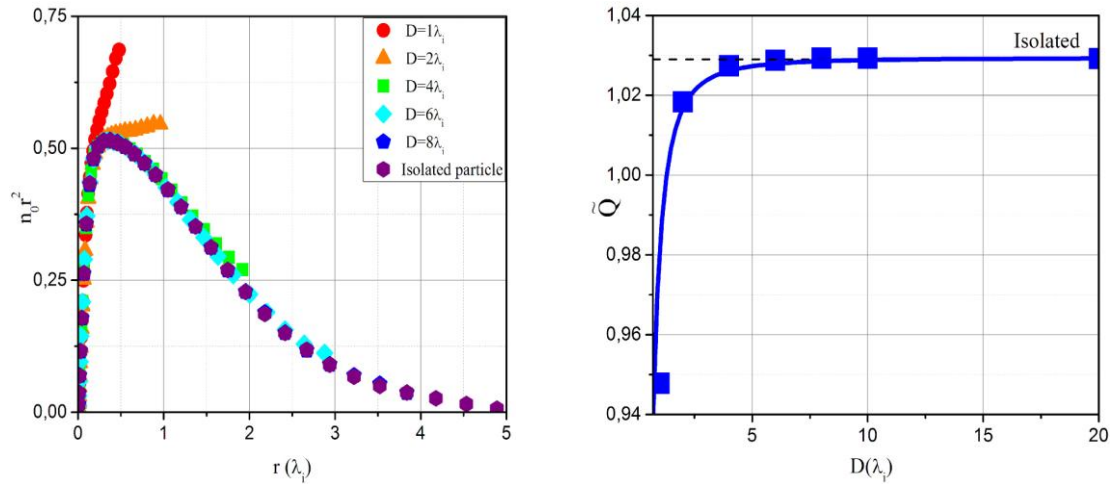 0,75
0,50
0,25
0,00
n₀r²
0 1 2 3 4 5
r (λᵢ)
D=1λᵢ
D=2λᵢ
D=4λᵢ
D=6λᵢ
D=8λᵢ
Isolated particle
1,04
1,02
1,00
0,98
0,96
0,94
Q̃
Isolated
5 10 15 20
D(λᵢ)